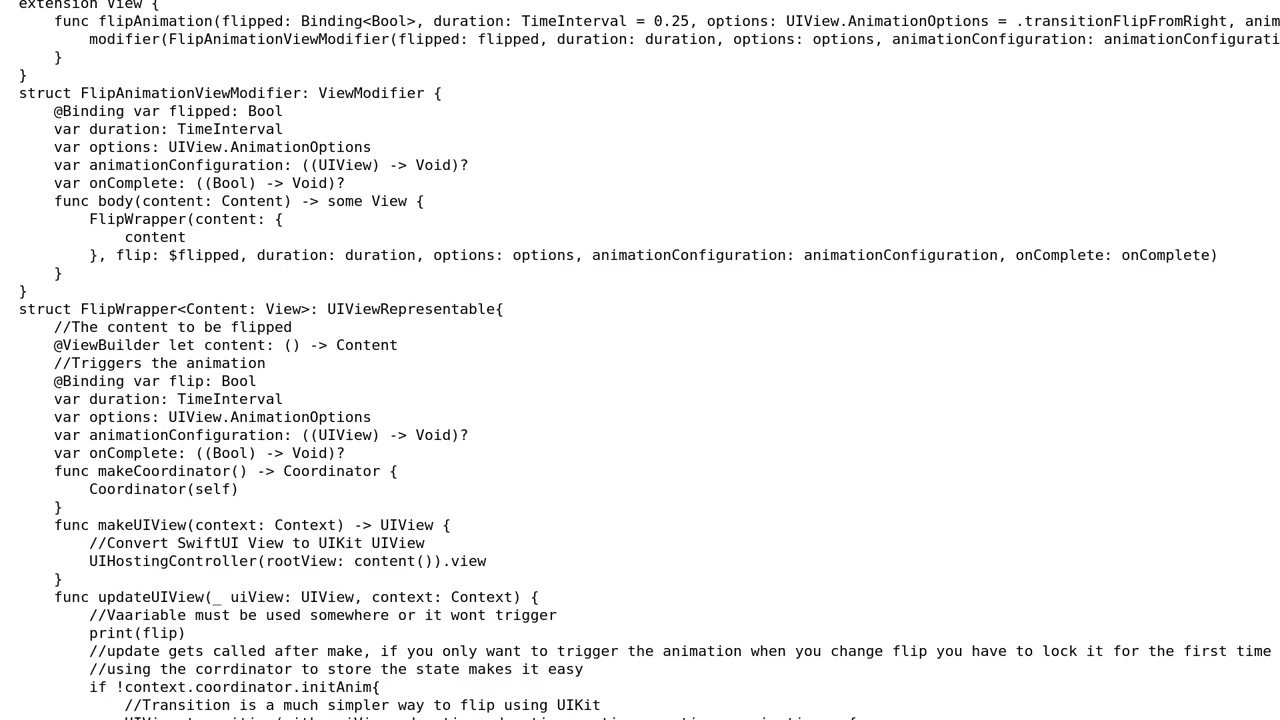 extension View {
    func flipAnimation(flipped: Binding<Bool>, duration: TimeInterval = 0.25, options: UIView.AnimationOptions = .transitionFlipFromRight, anim
        modifier(FlipAnimationViewModifier(flipped: flipped, duration: duration, options: options, animationConfiguration: animationConfigurati
    }
}
struct FlipAnimationViewModifier: ViewModifier {
    @Binding var flipped: Bool
    var duration: TimeInterval
    var options: UIView.AnimationOptions
    var animationConfiguration: ((UIView) -> Void)?
    var onComplete: ((Bool) -> Void)?
    func body(content: Content) -> some View {
        FlipWrapper(content: {
            content
        }, flip: $flipped, duration: duration, options: options, animationConfiguration: animationConfiguration, onComplete: onComplete)
    }
}
struct FlipWrapper<Content: View>: UIViewRepresentable{
    //The content to be flipped
    @ViewBuilder let content: () -> Content
    //Triggers the animation
    @Binding var flip: Bool
    var duration: TimeInterval
    var options: UIView.AnimationOptions
    var animationConfiguration: ((UIView) -> Void)?
    var onComplete: ((Bool) -> Void)?
    func makeCoordinator() -> Coordinator {
        Coordinator(self)
    }
    func makeUIView(context: Context) -> UIView {
        //Convert SwiftUI View to UIKit UIView
        UIHostingController(rootView: content()).view
    }
    func updateUIView(_ uiView: UIView, context: Context) {
        //Vaariable must be used somewhere or it wont trigger
        print(flip)
        //update gets called after make, if you only want to trigger the animation when you change flip you have to lock it for the first time
        //using the corrdinator to store the state makes it easy
        if !context.coordinator.initAnim{
            //Transition is a much simpler way to flip using UIKit